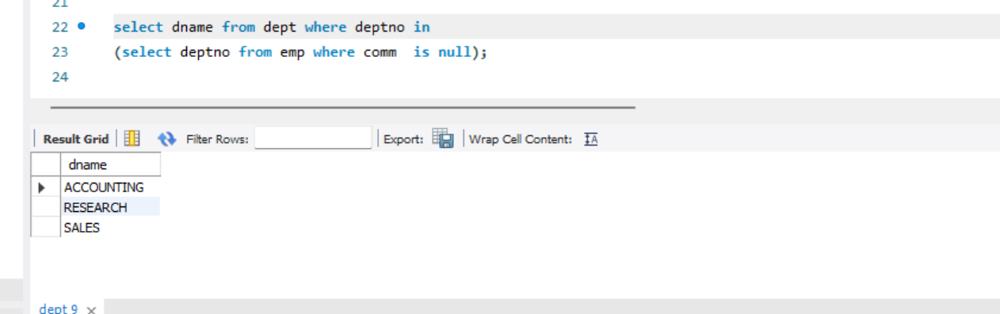 21
22 select dname from dept where deptno in
23 (select deptno from emp where comm  is null);
24
Result Grid Filter Rows: Export: Wrap Cell Content: IA
dname
ACCOUNTING
RESEARCH
SALES
dept 9 ×